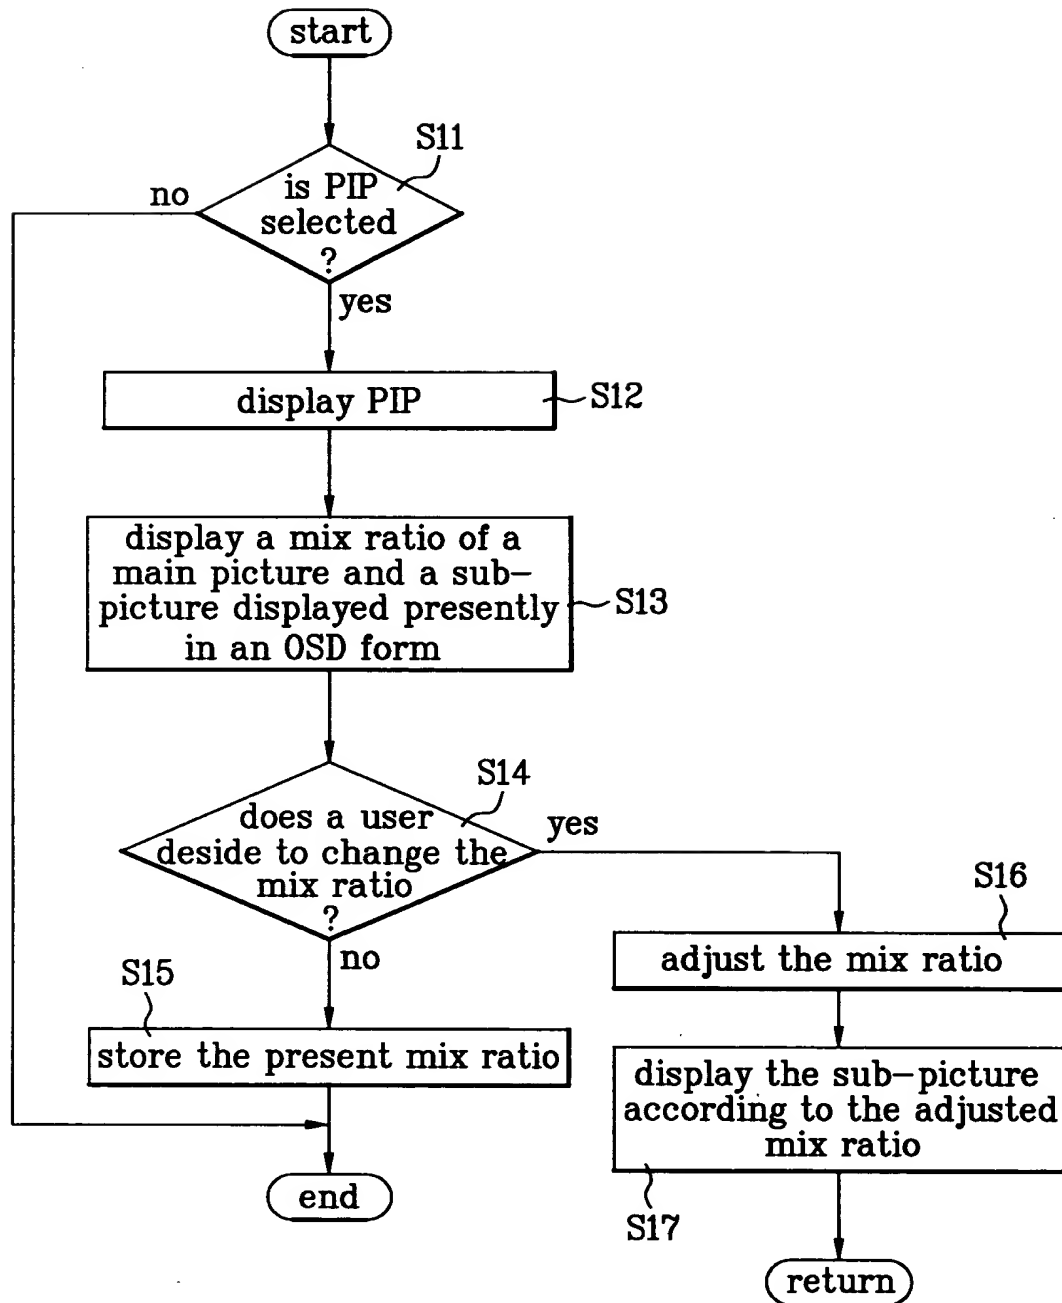 start
S11
no
is PIP
selected
?
yes
display PIP
S12
display a mix ratio of a
main picture and a sub-
picture displayed presently
in an OSD form
S13
S14
does a user
deside to change the
mix ratio
?
yes
no
S16
adjust the mix ratio
S15
store the present mix ratio
display the sub-picture
according to the adjusted
mix ratio
S17
end
return